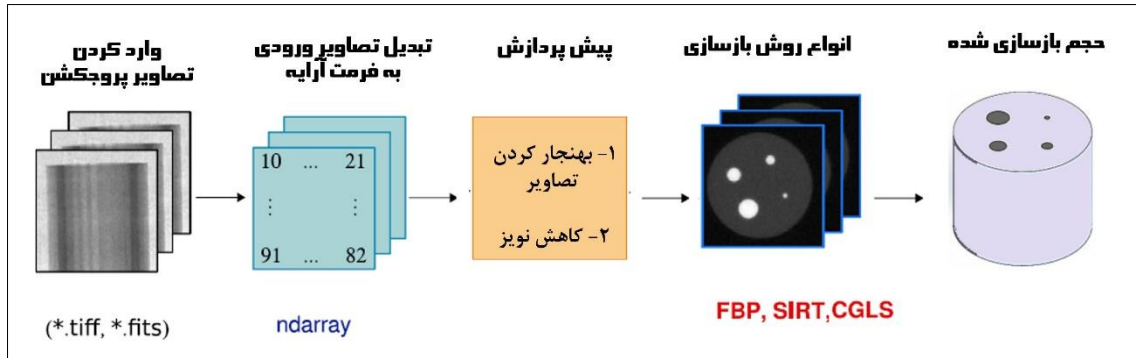 وارد کردن
تصاویر پروجکشن
(*.tiff, *.fits)
تبدیل تصاویر ورودی
به فرمت آرایه
10 ... 21
⋮ ⋮
91 ... 82
ndarray
پیش پردازش
۱- بهنجار کردن
تصاویر
۲- کاهش نویز
انواع روش بازسازی
FBP, SIRT,CGLS
حجم بازسازی شده